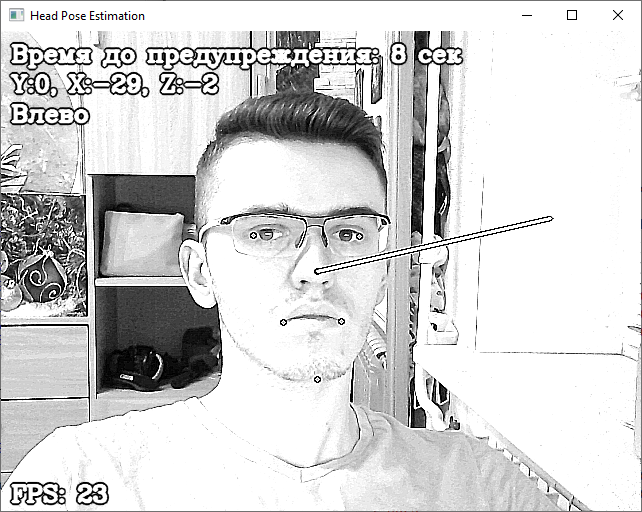 Head Pose Estimation
Время до предупреждения: 8 сек
Y:0, X:-29, Z:-2
Влево
FPS: 23